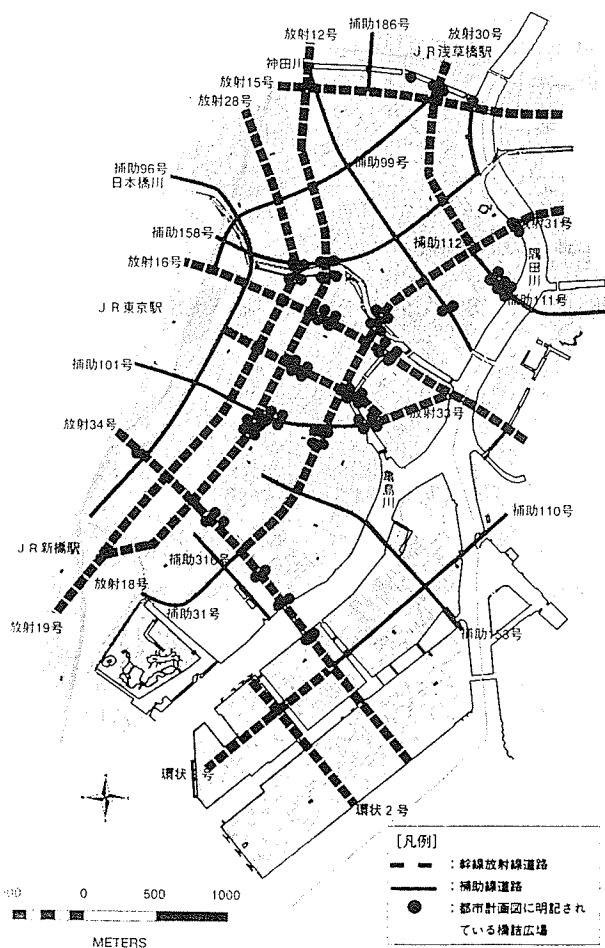 放射12号
補助186号
放射30号
JR浅草橋駅
神田川
放射15号
放射28号
補助99号
補助96号
日本橋川
補助158号
補助112
放射31号
放射16号
隅田川
補助111号
JR東京駅
補助101号
放射33号
放射34号
亀島川
補助110号
JR新橋駅
補助316号
放射18号
補助31号
補助153号
放射19号
環状 号
環状2号
[凡例]
:幹線放射線道路
:補助線道路
:都市計画図に明記され
ている橋詰広場
0 500 1000
METERS